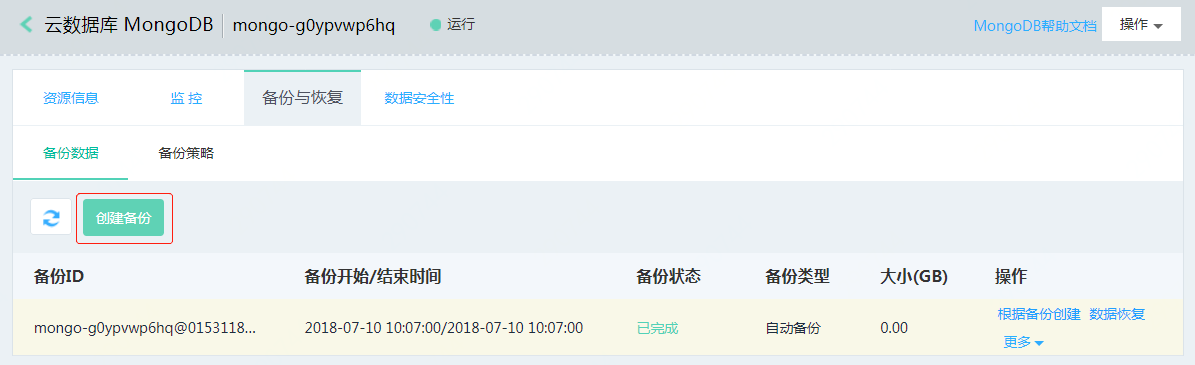 云数据库 MongoDB mongo-g0ypvwp6hq 运行 MongoDB帮助文档 操作
资源信息 监 控 备份与恢复 数据安全性
备份数据 备份策略
创建备份
备份ID 备份开始/结束时间 备份状态 备份类型 大小(GB) 操作
mongo-g0ypvwp6hq@0153118... 2018-07-10 10:07:00/2018-07-10 10:07:00 已完成 自动备份 0.00 根据备份创建 数据恢复
更多